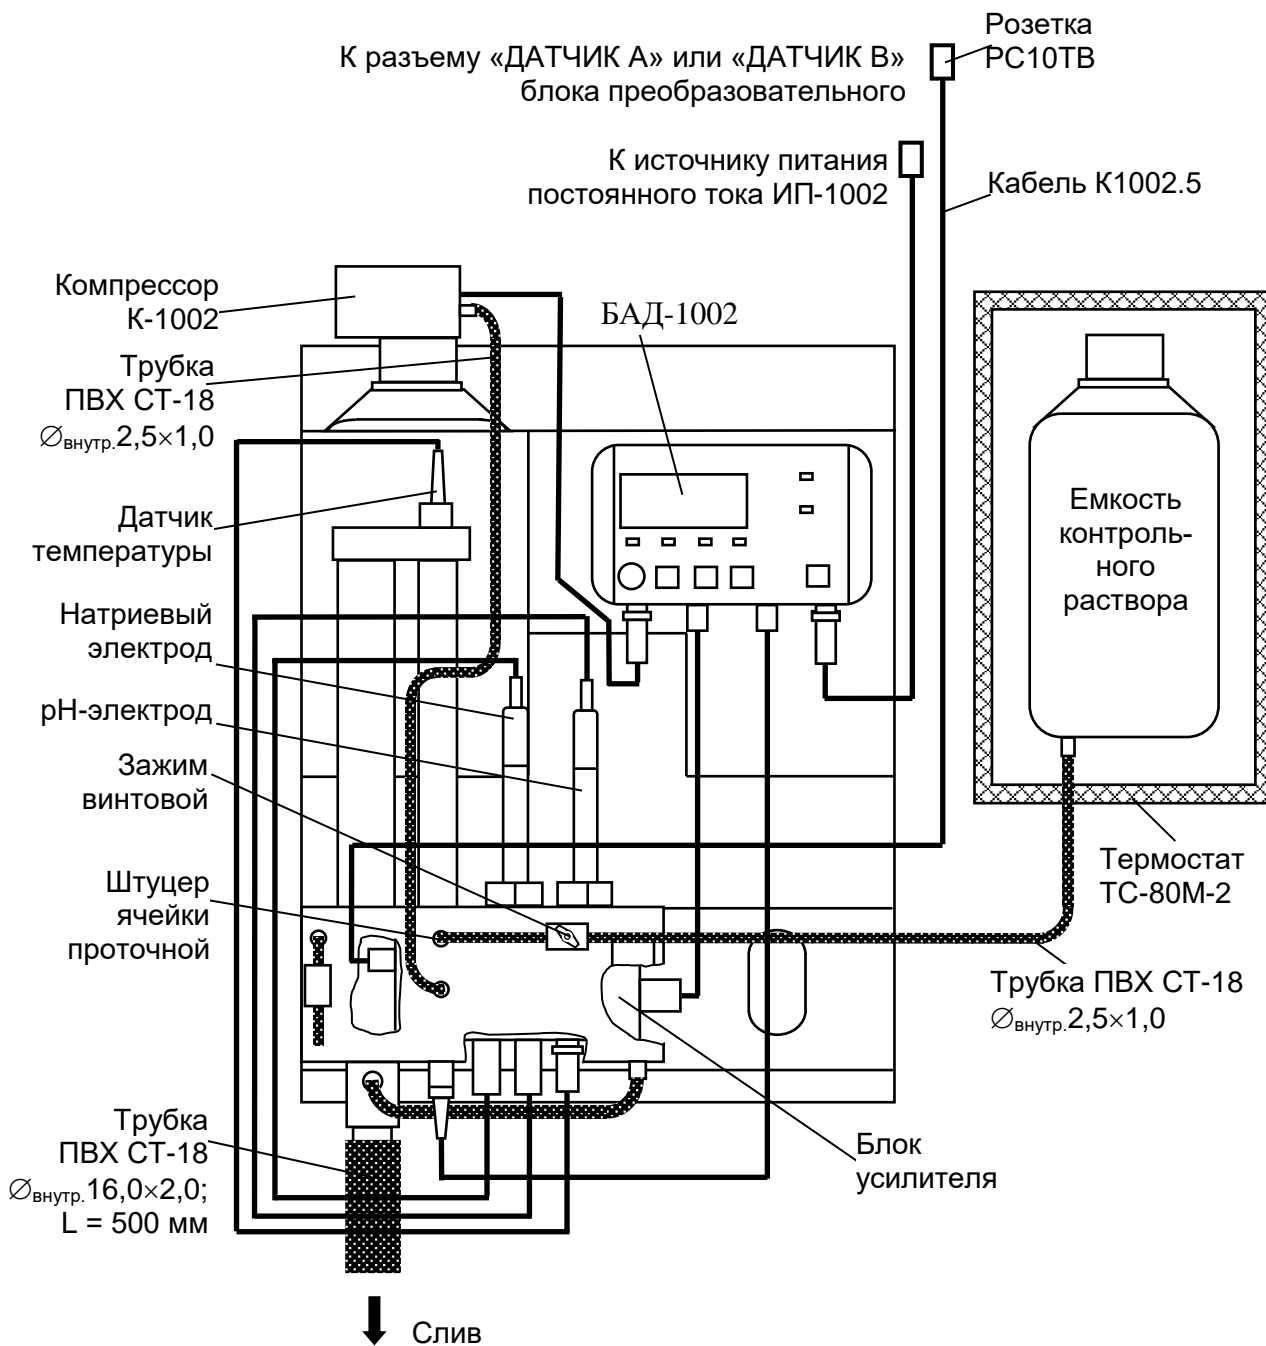 Розетка
РС10ТВ
К разъему «ДАТЧИК А» или «ДАТЧИК В»
блока преобразовательного
К источнику питания
постоянного тока ИП-1002
Кабель К1002.5
Компрессор
К-1002
БАД-1002
Трубка
ПВХ СТ-18
∅внутр.2,5×1,0
Датчик
температуры
Емкость
контроль-
ного
раствора
Натриевый
электрод
рН-электрод
Зажим
винтовой
Штуцер
ячейки
проточной
Термостат
ТС-80М-2
Трубка ПВХ СТ-18
∅внутр.2,5×1,0
Трубка
ПВХ СТ-18
∅внутр.16,0×2,0;
L = 500 мм
Блок
усилителя
Слив